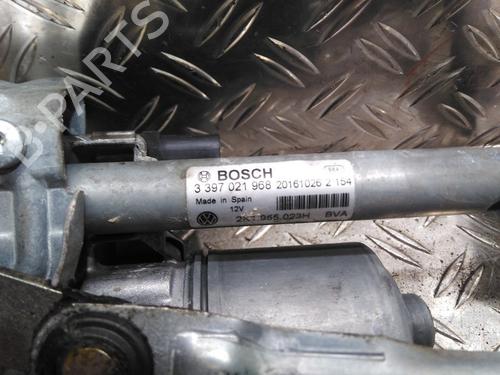 B-PARTS
BOSCH
3 397 021 968 20161026 2 154
Made in Spain
12V
2K1.955.023H BVA